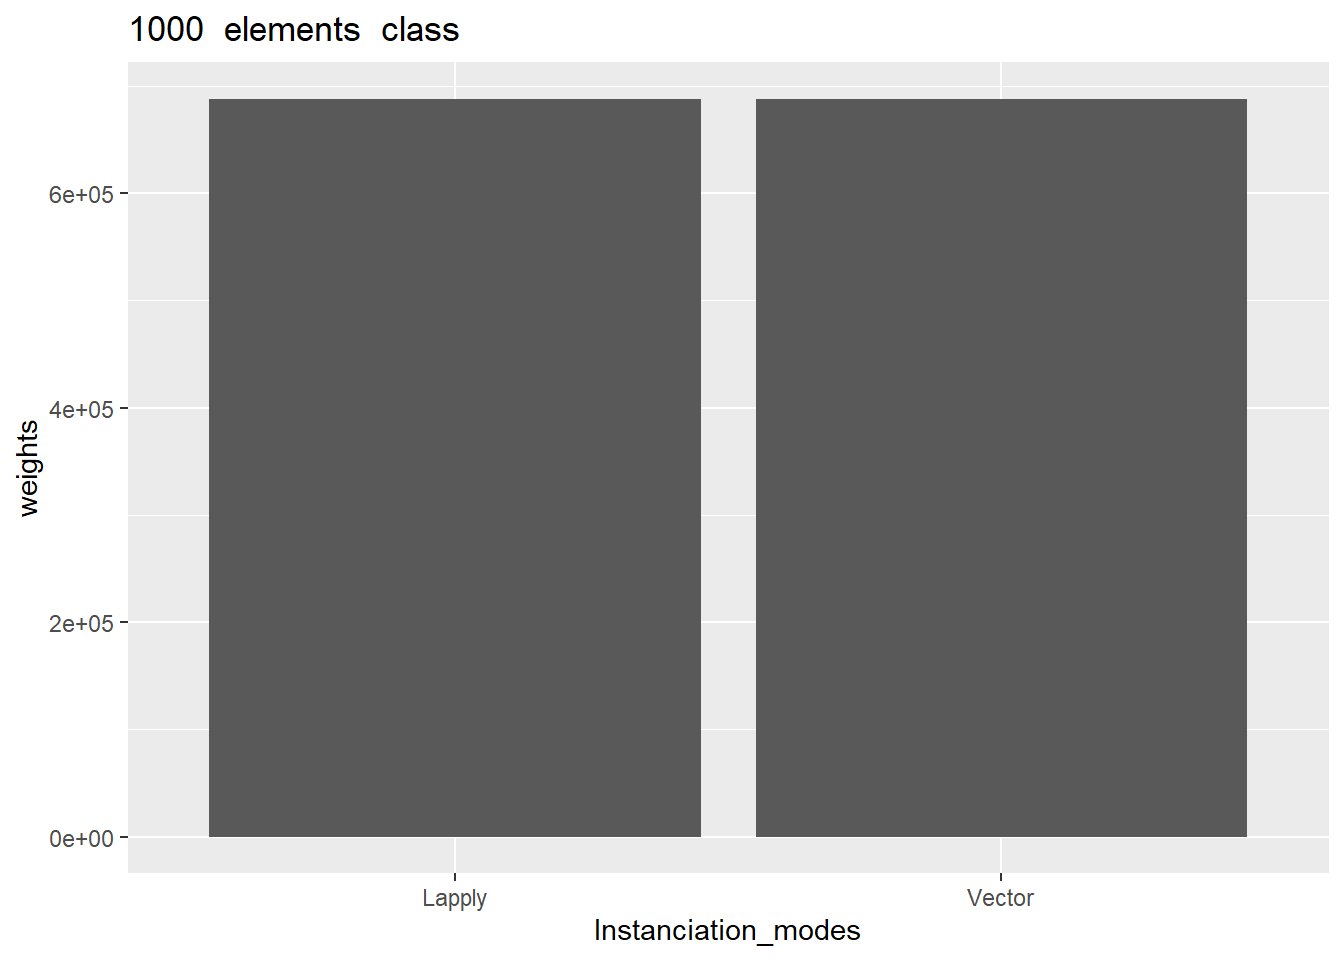 1000 elements class
weights
6e+05
4e+05
2e+05
0e+00
Lapply
Vector
Instanciation_modes